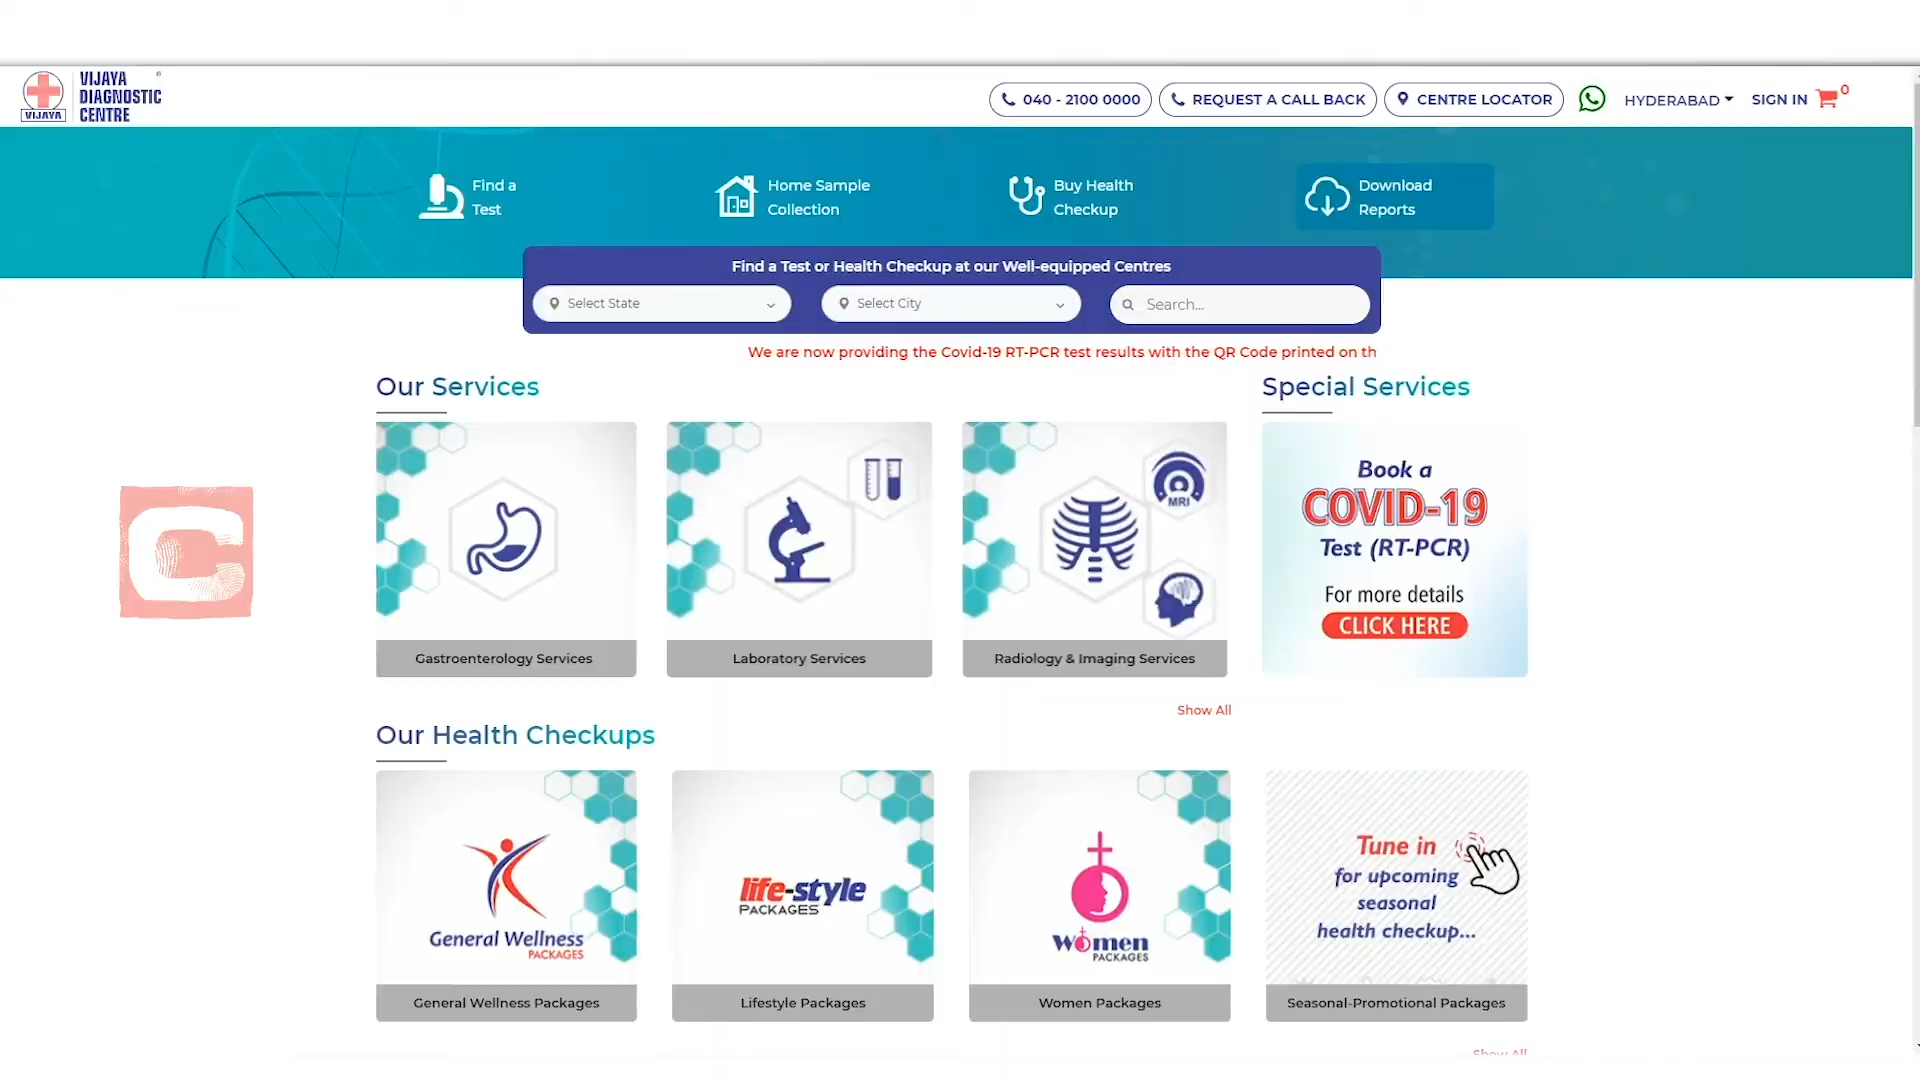 VIJAYA
DIAGNOSTIC
CENTRE
VIJAYA
040 - 2100 0000
REQUEST A CALL BACK
CENTRE LOCATOR
HYDERABAD
SIGN IN
0
Find a
Test
Home Sample
Collection
Buy Health
Checkup
Download
Reports
Find a Test or Health Checkup at our Well-equipped Centres
Select State
Select City
Search...
We are now providing the Covid-19 RT-PCR test results with the QR Code printed on th
Our Services
Special Services
MRI
Book a
COVID-19
Test (RT-PCR)
For more details
CLICK HERE
Gastroenterology Services
Laboratory Services
Radiology & Imaging Services
C
Show All
Our Health Checkups
General Wellness
PACKAGES
life-style
PACKAGES
Women
PACKAGES
Tune in
for upcoming
seasonal
health checkup...
General Wellness Packages
Lifestyle Packages
Women Packages
Seasonal-Promotional Packages
Show All